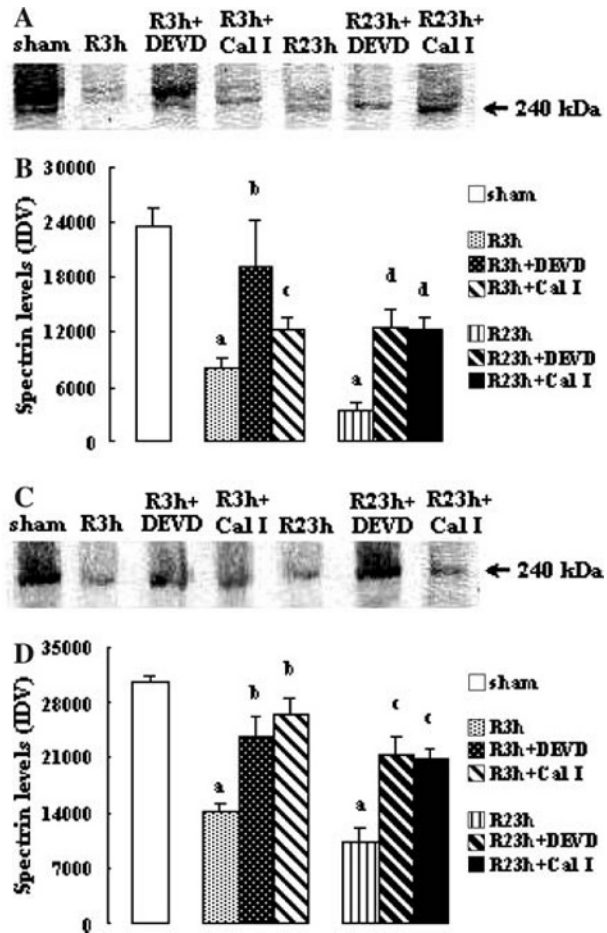 A
sham R3h R3h+ DEVD R3h+ Cal I R23h R23h+ DEVD R23h+ Cal I
240 kDa
B
Spectrin levels (IDV)
30000
24000
18000
12000
6000
0
a b c a d d
sham
R3h
R3h+DEVD
R3h+Cal I
R23h
R23h+DEVD
R23h+Cal I
C
sham R3h R3h+ DEVD R3h+ Cal I R23h R23h+ DEVD R23h+ Cal I
240 kDa
D
Spectrin levels (IDV)
35000
28000
21000
14000
7000
0
a b b a c c
sham
R3h
R3h+DEVD
R3h+Cal I
R23h
R23h+DEVD
R23h+Cal I